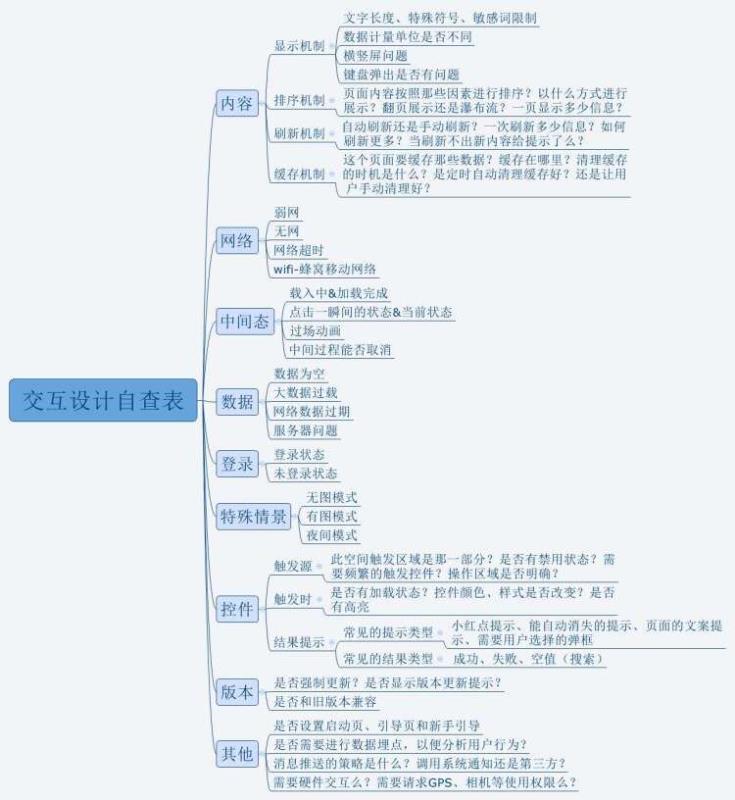 交互设计自查表
内容
显示机制
文字长度、特殊符号、敏感词限制
数据计量单位是否不同
横竖屏问题
键盘弹出是否有问题
排序机制
页面内容按照那些因素进行排序？以什么方式进行
展示？翻页展示还是瀑布流？一页显示多少信息？
刷新机制
自动刷新还是手动刷新？一次刷新多少信息？如何
刷新更多？当刷新不出新内容给提示了么？
缓存机制
这个页面要缓存那些数据？缓存在哪里？清理缓存
的时机是什么？是定时自动清理缓存好？还是让用
户手动清理好？
网络
弱网
无网
网络超时
wifi-蜂窝移动网络
中间态
载入中&加载完成
点击一瞬间的状态&当前状态
过场动画
中间过程能否取消
数据
数据为空
大数据过载
网络数据过期
服务器问题
登录
登录状态
未登录状态
特殊情景
无图模式
有图模式
夜间模式
控件
触发源
此空间触发区域是那一部分？是否有禁用状态？需
要频繁的触发控件？操作区域是否明确？
触发时
是否有加载状态？控件颜色，样式是否改变？是否
有高亮
结果提示
常见的提示类型
小红点提示、能自动消失的提示、页面的文案提
示、需要用户选择的弹框
常见的结果类型
成功、失败、空值（搜索）
版本
是否强制更新？是否显示版本更新提示？
是否和旧版本兼容
其他
是否设置启动页、引导页和新手引导
是否需要进行数据埋点，以便分析用户行为？
消息推送的策略是什么？调用系统通知还是第三方？
需要硬件交互么？需要请求GPS、相机等使用权限么？